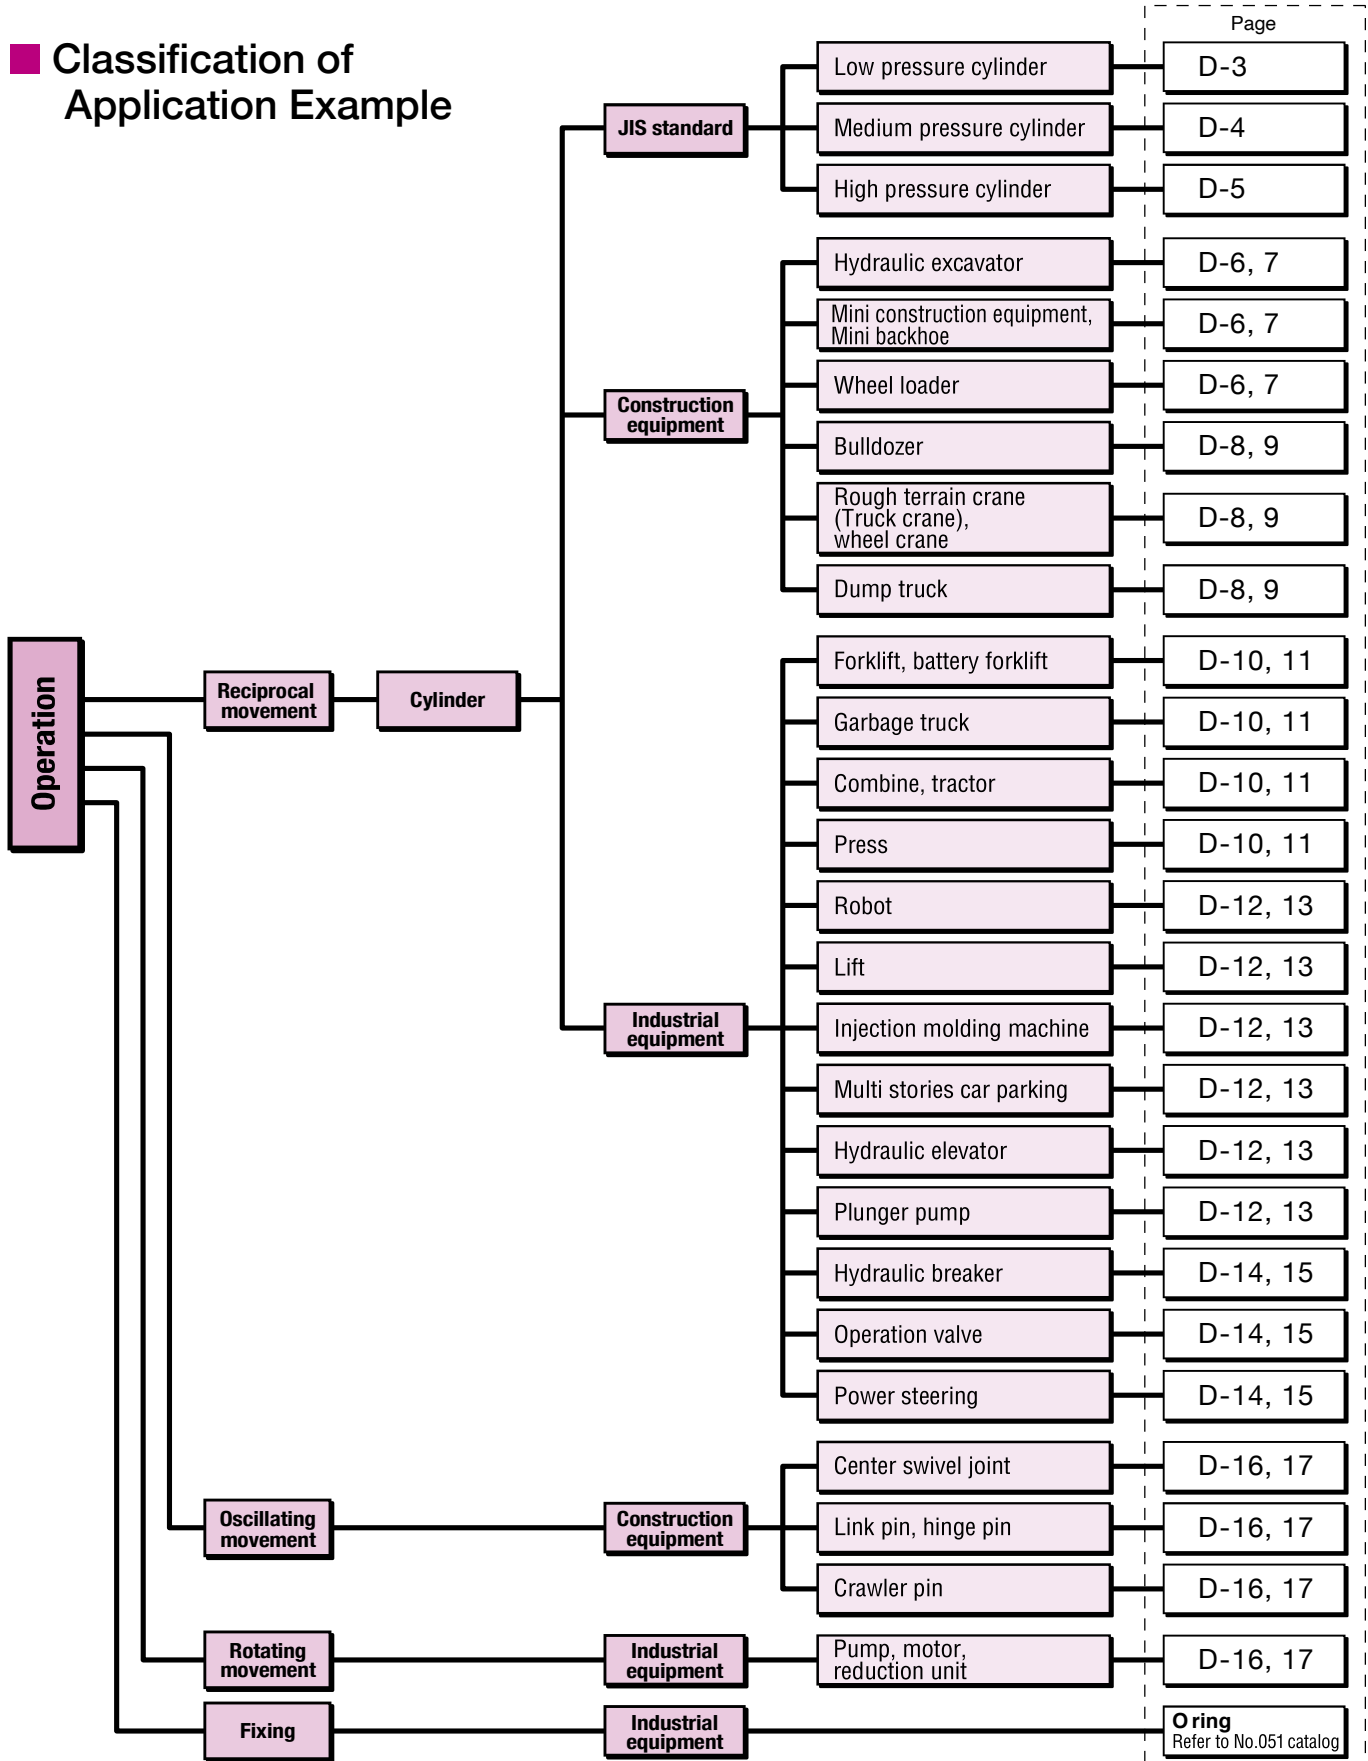 Page
Classification of
Application Example
Low pressure cylinder
D-3
JIS standard
Medium pressure cylinder
D-4
High pressure cylinder
D-5
Hydraulic excavator
D-6, 7
Mini construction equipment,
Mini backhoe
D-6, 7
Wheel loader
D-6, 7
Construction
equipment
Bulldozer
D-8, 9
Rough terrain crane
(Truck crane),
wheel crane
D-8, 9
Dump truck
D-8, 9
Operation
Reciprocal
movement
Cylinder
Forklift, battery forklift
D-10, 11
Garbage truck
D-10, 11
Combine, tractor
D-10, 11
Press
D-10, 11
Robot
D-12, 13
Lift
D-12, 13
Industrial
equipment
Injection molding machine
D-12, 13
Multi stories car parking
D-12, 13
Hydraulic elevator
D-12, 13
Plunger pump
D-12, 13
Hydraulic breaker
D-14, 15
Operation valve
D-14, 15
Power steering
D-14, 15
Center swivel joint
D-16, 17
Oscillating
movement
Construction
equipment
Link pin, hinge pin
D-16, 17
Crawler pin
D-16, 17
Rotating
movement
Industrial
equipment
Pump, motor,
reduction unit
D-16, 17
Fixing
Industrial
equipment
O ring
Refer to No.051 catalog